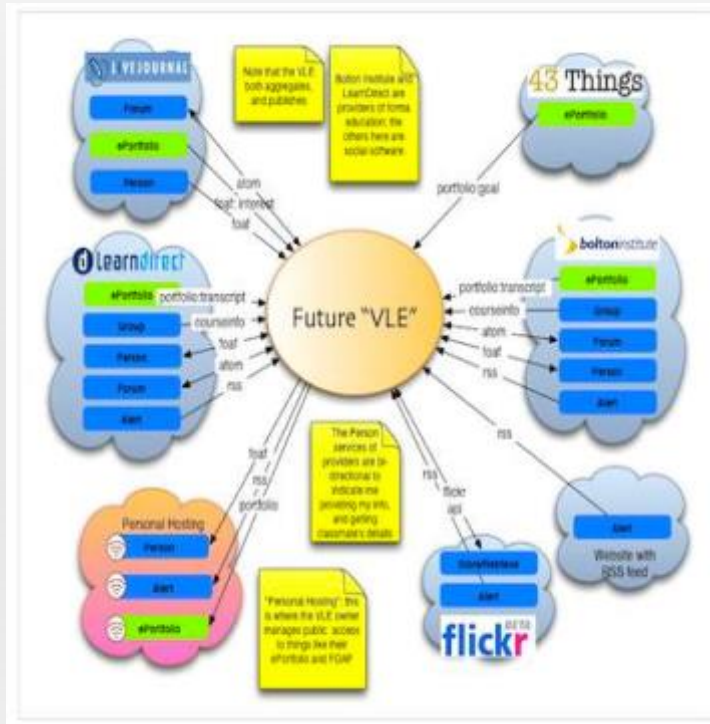 LIVEJOURNAL
Forum
ePortfolio
Person
Note that the VLE
both aggregates,
and publishes
Bolton Institute and
LearnDirect are
providers of formal
education; the
others here are
social software
43 Things
ePortfolio
atom
foaf: interest
foaf
portfolio:goal
learndirect
ePortfolio
Group
Person
Forum
Alert
portfolio:transcript
courseinfo
foaf
atom
rss
Future "VLE"
boltoninstitute
ePortfolio
Group
Forum
Person
Alert
portfolio:transcript
courseinfo
atom
foaf
rss
rss
Alert
Website with
RSS feed
foaf
rss
portfolio
Personal Hosting
Person
Alert
ePortfolio
The Person
services of
providers are bi-
directional to
indicate me
providing my info,
and getting
classmate's details
"Personal Hosting": this
is where the VLE owner
manages public access
to things like their
ePortfolio and FOAF
rss
flickr
api
Alert
flickr
BETA